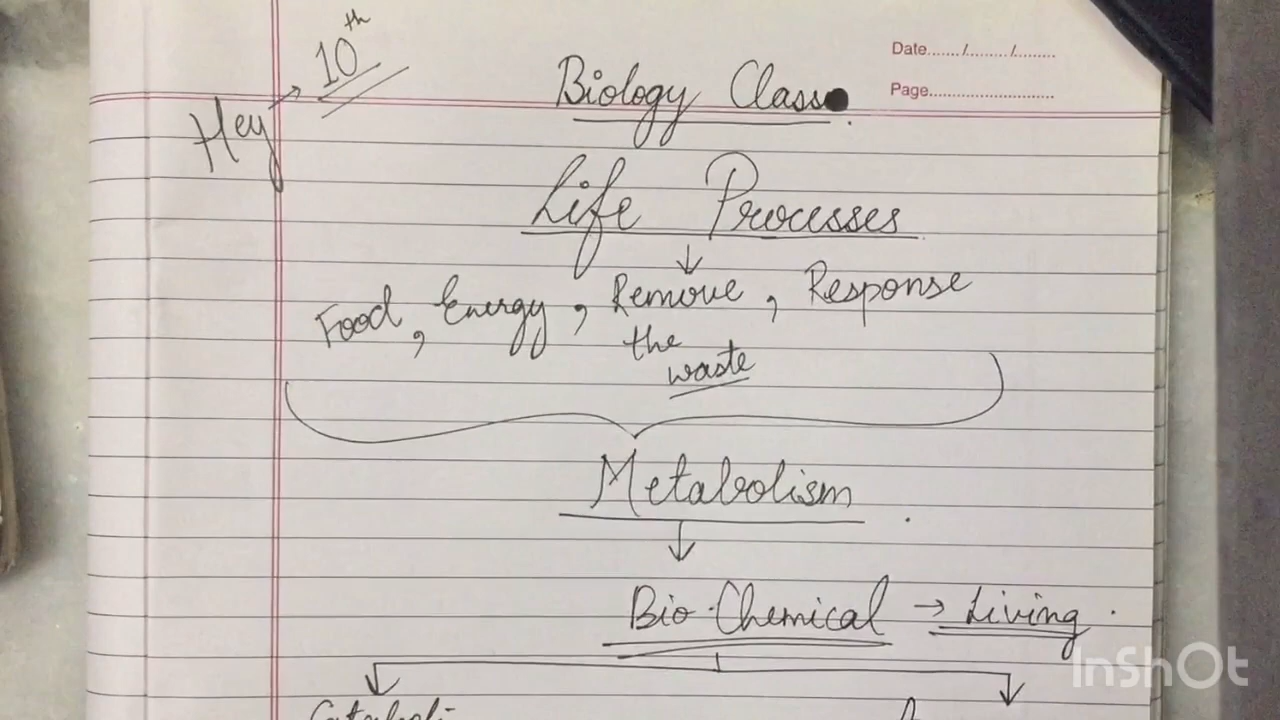 10th
Hey →
Date....../......../.........
Page............................
Biology Class
Life Processes
↓
Food, Energy, Remove the waste, Response
Metabolism
↓
Bio-Chemical → Living
InShOt
Cataboli